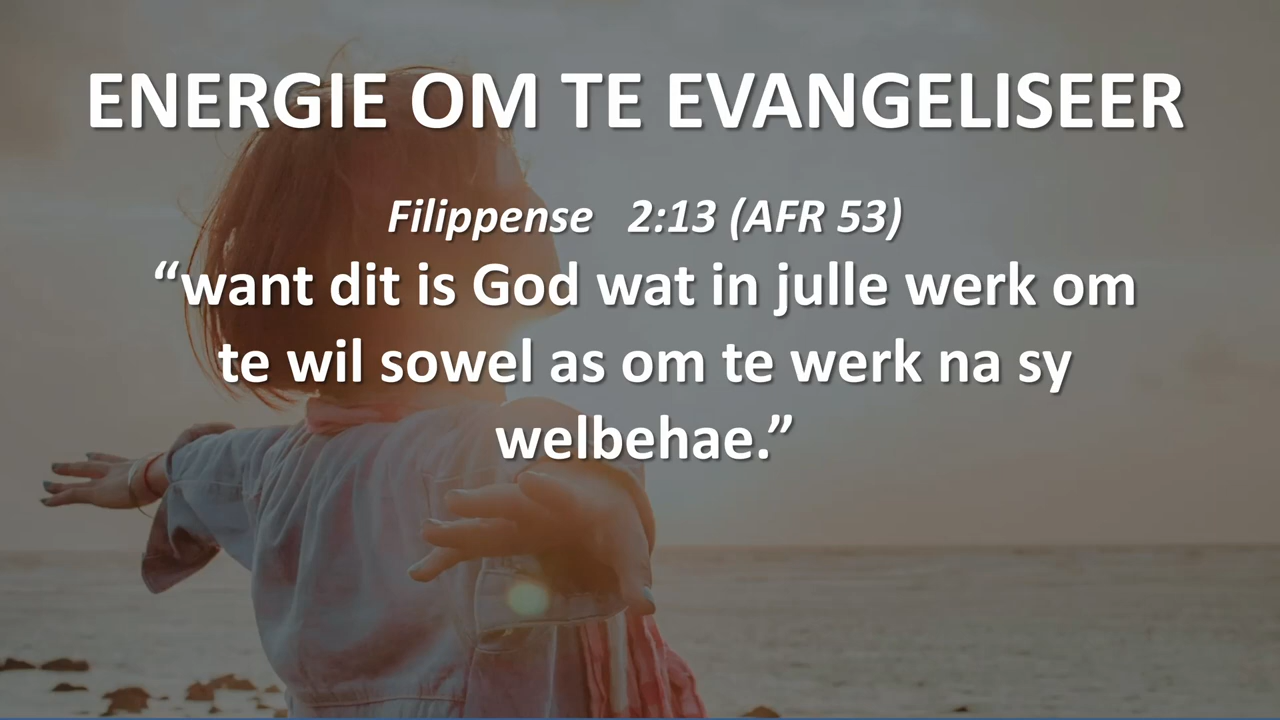 ENERGIE OM TE EVANGELISEER
Filippense 2:13 (AFR 53)
“want dit is God wat in julle werk om
te wil sowel as om te werk na sy
welbehae.”